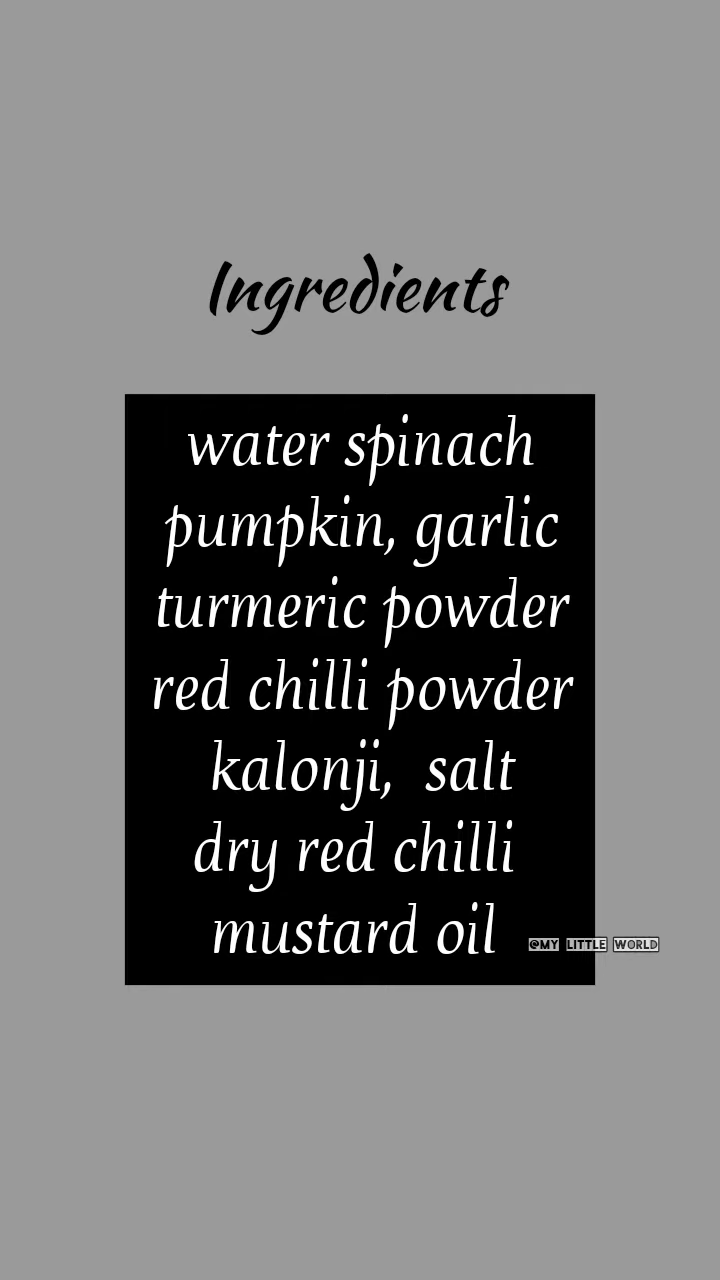 Ingredients
water spinach
pumpkin, garlic
turmeric powder
red chilli powder
kalonji, salt
dry red chilli
mustard oil
@MY LITTLE WORLD